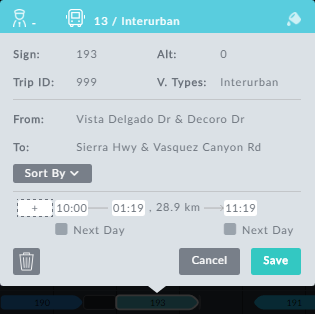 - 13 / Interurban
Sign: 193 Alt: 0
Trip ID: 999 V. Types: Interurban
From: Vista Delgado Dr & Decoro Dr
To: Sierra Hwy & Vasquez Canyon Rd
Sort By
+ 10:00 01:19 . 28.9 km 11:19
Next Day Next Day
Cancel Save
190 193 191